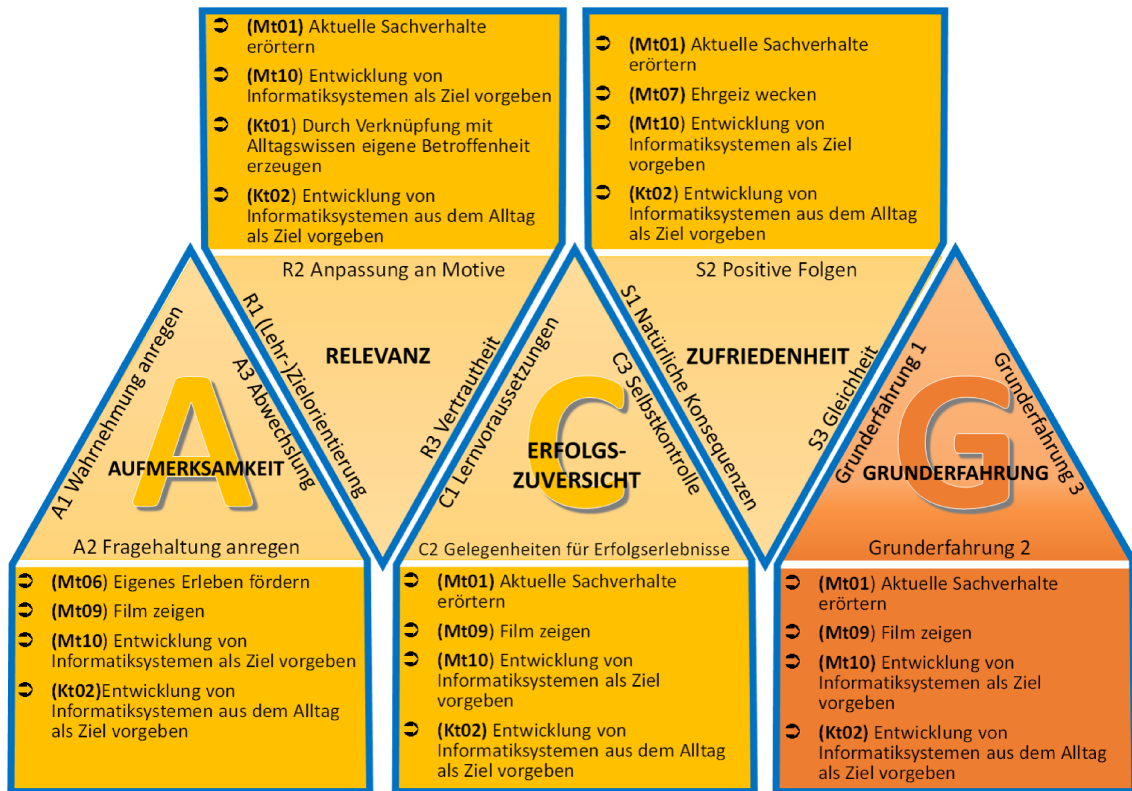 ➲ (Mt01) Aktuelle Sachverhalte
erörtern
➲ (Mt10) Entwicklung von
Informatiksystemen als Ziel vorgeben
➲ (Kt01) Durch Verknüpfung mit
Alltagswissen eigene Betroffenheit
erzeugen
➲ (Kt02) Entwicklung von
Informatiksystemen aus dem Alltag
als Ziel vorgeben
➲ (Mt01) Aktuelle Sachverhalte
erörtern
➲ (Mt07) Ehrgeiz wecken
➲ (Mt10) Entwicklung von
Informatiksystemen als Ziel
vorgeben
➲ (Kt02) Entwicklung von
Informatiksystemen aus dem Alltag
als Ziel vorgeben
A1 Wahrnehmung anregen
A
AUFMERKSAMKEIT
A3 Abwechslung
A2 Fragehaltung anregen
R2 Anpassung an Motive
R1 (Lehr-)Zielorientierung
RELEVANZ
R3 Vertrautheit
C1 Lernvoraussetzungen
C
ERFOLGS-
ZUVERSICHT
C3 Selbstkontrolle
C2 Gelegenheiten für Erfolgserlebnisse
S2 Positive Folgen
S1 Natürliche Konsequenzen
ZUFRIEDENHEIT
S3 Gleichheit
Grunderfahrung 1
G
GRUNDERFAHRUNG
Grunderfahrung 3
Grunderfahrung 2
➲ (Mt06) Eigenes Erleben fördern
➲ (Mt09) Film zeigen
➲ (Mt10) Entwicklung von
Informatiksystemen als Ziel vorgeben
➲ (Kt02)Entwicklung von
Informatiksystemen aus dem Alltag
als Ziel vorgeben
➲ (Mt01) Aktuelle Sachverhalte
erörtern
➲ (Mt09) Film zeigen
➲ (Mt10) Entwicklung von
Informatiksystemen als Ziel
vorgeben
➲ (Kt02) Entwicklung von
Informatiksystemen aus dem Alltag
als Ziel vorgeben
➲ (Mt01) Aktuelle Sachverhalte
erörtern
➲ (Mt09) Film zeigen
➲ (Mt10) Entwicklung von
Informatiksystemen als Ziel
vorgeben
➲ (Kt02) Entwicklung von
Informatiksystemen aus dem Alltag
als Ziel vorgeben